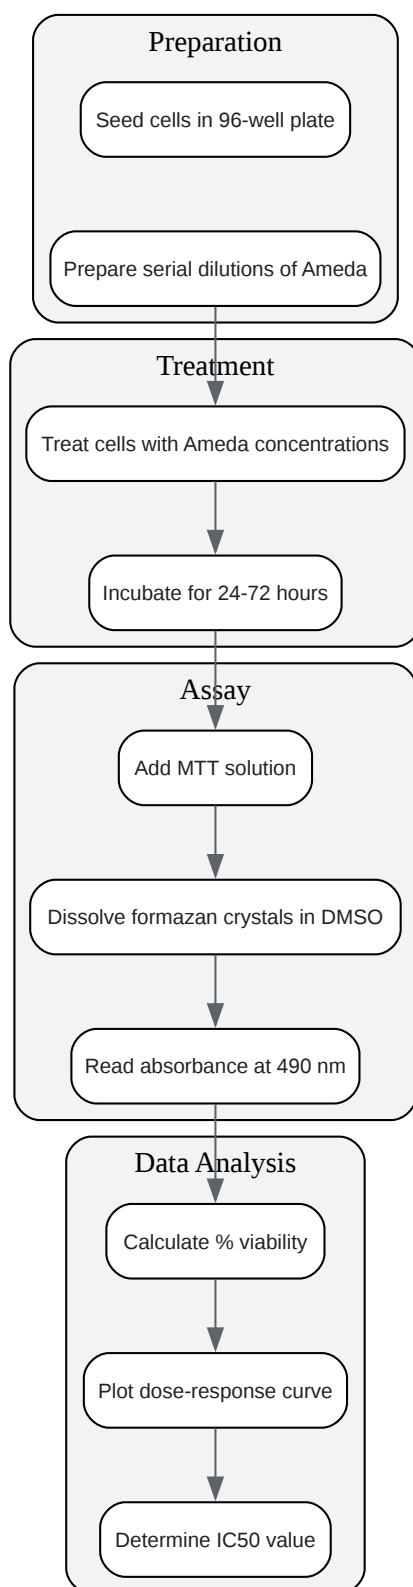 Preparation
Seed cells in 96-well plate
Prepare serial dilutions of Ameda
Treatment
Treat cells with Ameda concentrations
Incubate for 24-72 hours
Assay
Add MTT solution
Dissolve formazan crystals in DMSO
Read absorbance at 490 nm
Data Analysis
Calculate % viability
Plot dose-response curve
Determine IC50 value